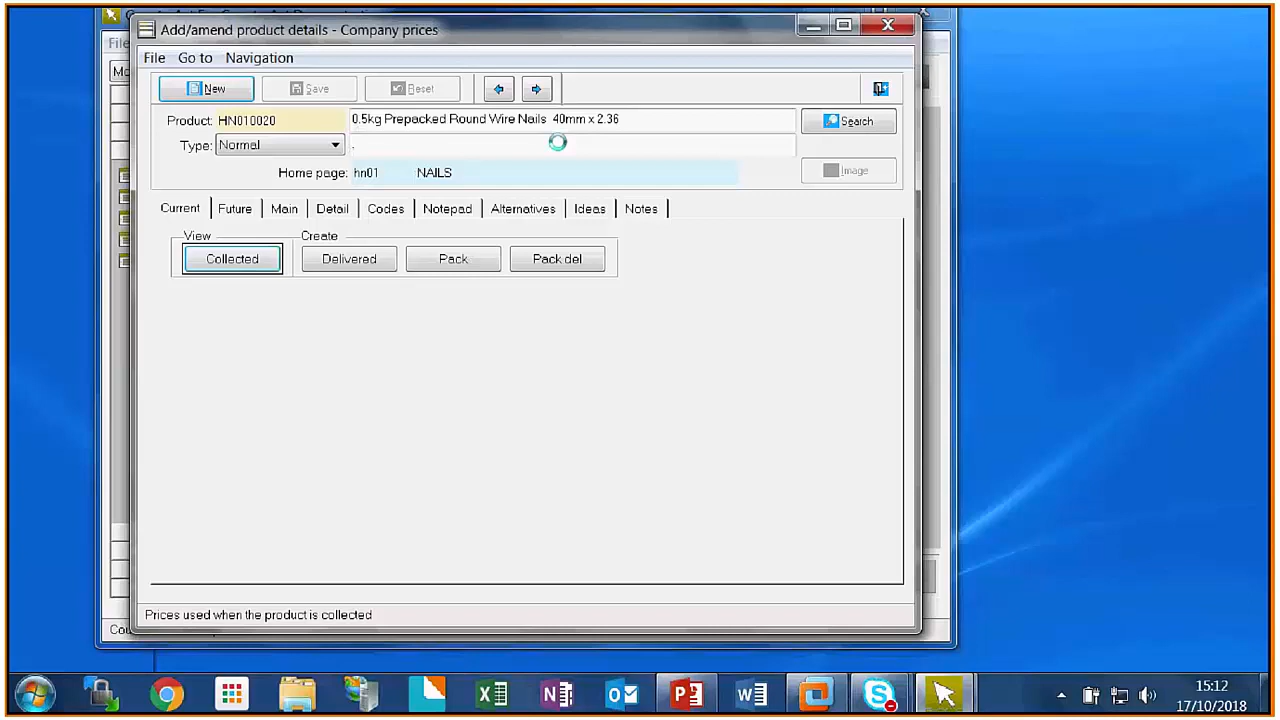 Add/amend product details - Company prices
File Go to Navigation
New Save Reset
Product: HN010020 0.5kg Prepacked Round Wire Nails 40mm x 2.36 Search
Type: Normal .
Home page: hn01 NAILS Image
Current Future Main Detail Codes Notepad Alternatives Ideas Notes
View Create
Collected Delivered Pack Pack del
Prices used when the product is collected
15:12
17/10/2018